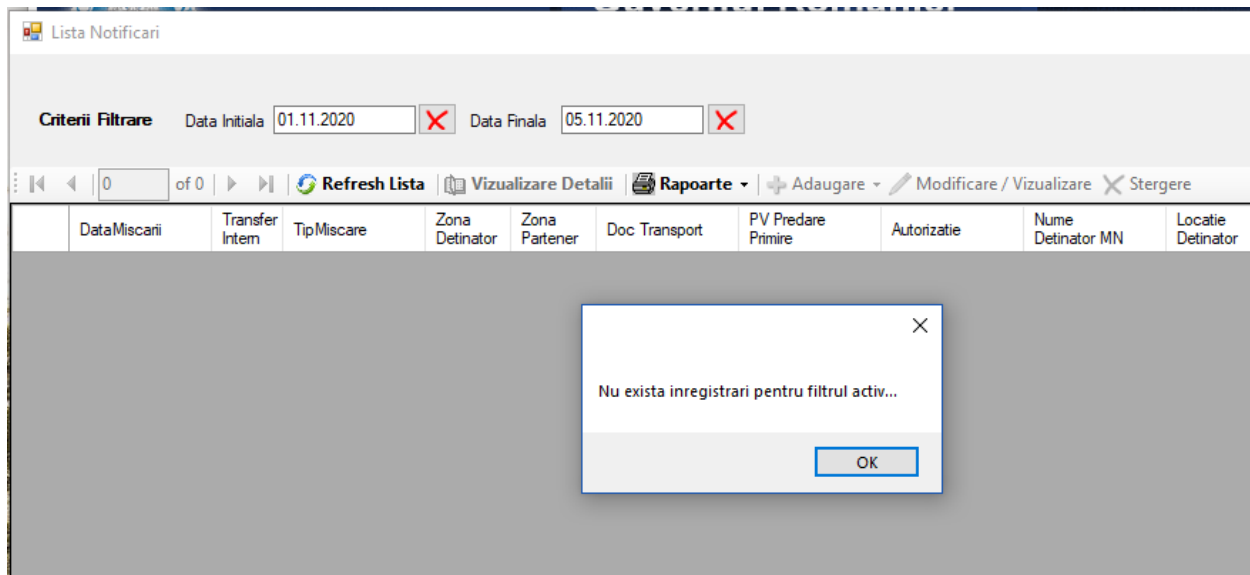 Lista Notificari
Criterii Filtrare Data Initiala 01.11.2020 Data Finala 05.11.2020
0 of 0 Refresh Lista Vizualizare Detalii Rapoarte Adaugare Modificare / Vizualizare Stergere
DataMiscarii Transfer Intern TipMiscare Zona Detinator Zona Partener Doc Transport PV Predare Primire Autorizatie Nume Detinator MN Locatie Detinator
Nu exista inregistrari pentru filtrul activ...
OK